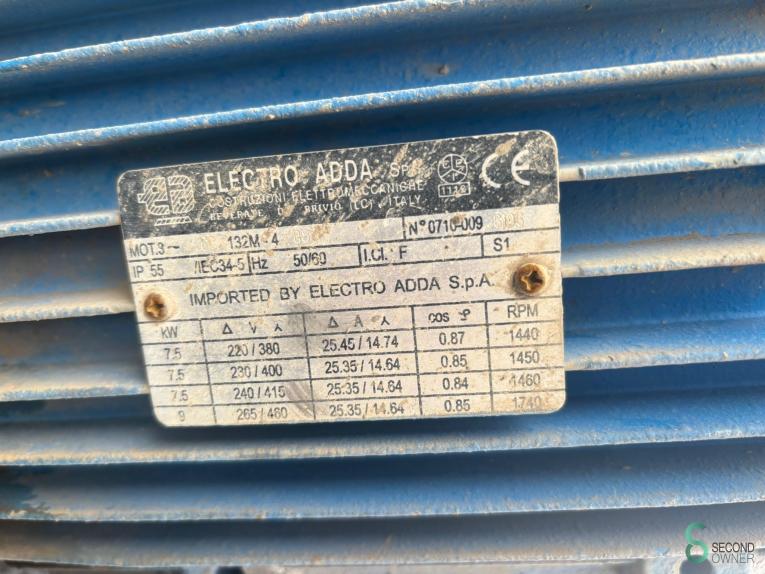 ELECTRO ADDA
COSTRUZIONI ELETTROMECCANICHE
BEVERATE DI BRIVIO (LC) ITALY
CE
MOT.3~ 132M-4 N° 0710-009
IP 55 /IEC34-5 Hz 50/60 I.Cl. F S1
IMPORTED BY ELECTRO ADDA S.p.A.
kW Δ V ⅄ Δ A ⅄ cos φ RPM
7.5 220/380 25.45/14.74 0.87 1440
7.5 230/400 25.35/14.64 0.85 1450
7.5 240/415 25.35/14.64 0.84 1460
9 265/460 25.35/14.64 0.85 1740
SECOND
OWNER